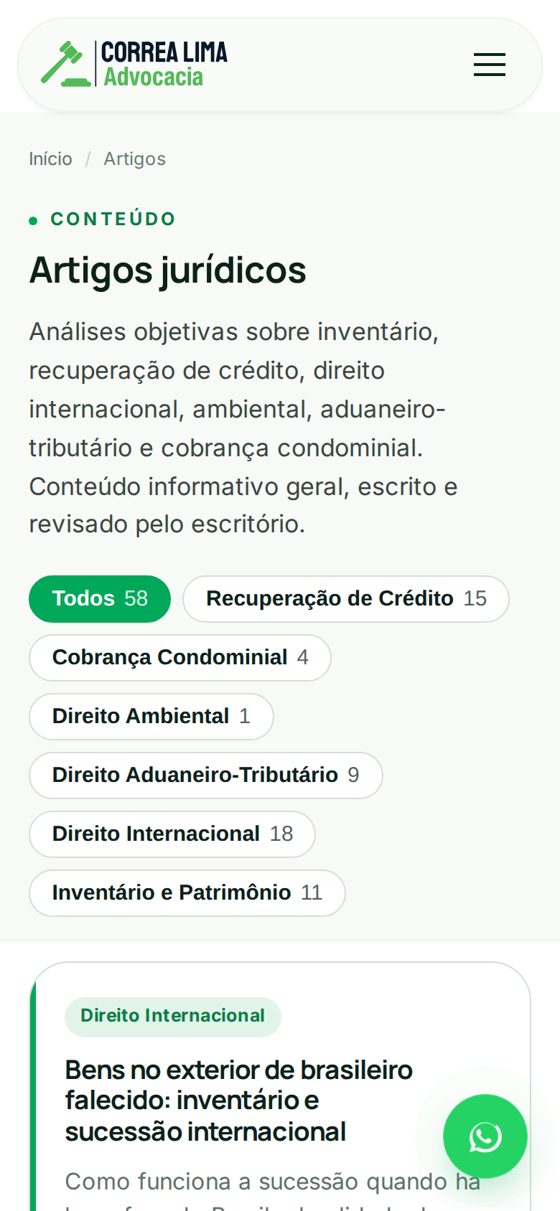 CORREA LIMA
Advocacia
Início / Artigos
CONTEÚDO
Artigos jurídicos
Análises objetivas sobre inventário,
recuperação de crédito, direito
internacional, ambiental, aduaneiro-
tributário e cobrança condominial.
Conteúdo informativo geral, escrito e
revisado pelo escritório.
Todos 58
Recuperação de Crédito 15
Cobrança Condominial 4
Direito Ambiental 1
Direito Aduaneiro-Tributário 9
Direito Internacional 18
Inventário e Patrimônio 11
Direito Internacional
Bens no exterior de brasileiro
falecido: inventário e
sucessão internacional
Como funciona a sucessão quando há